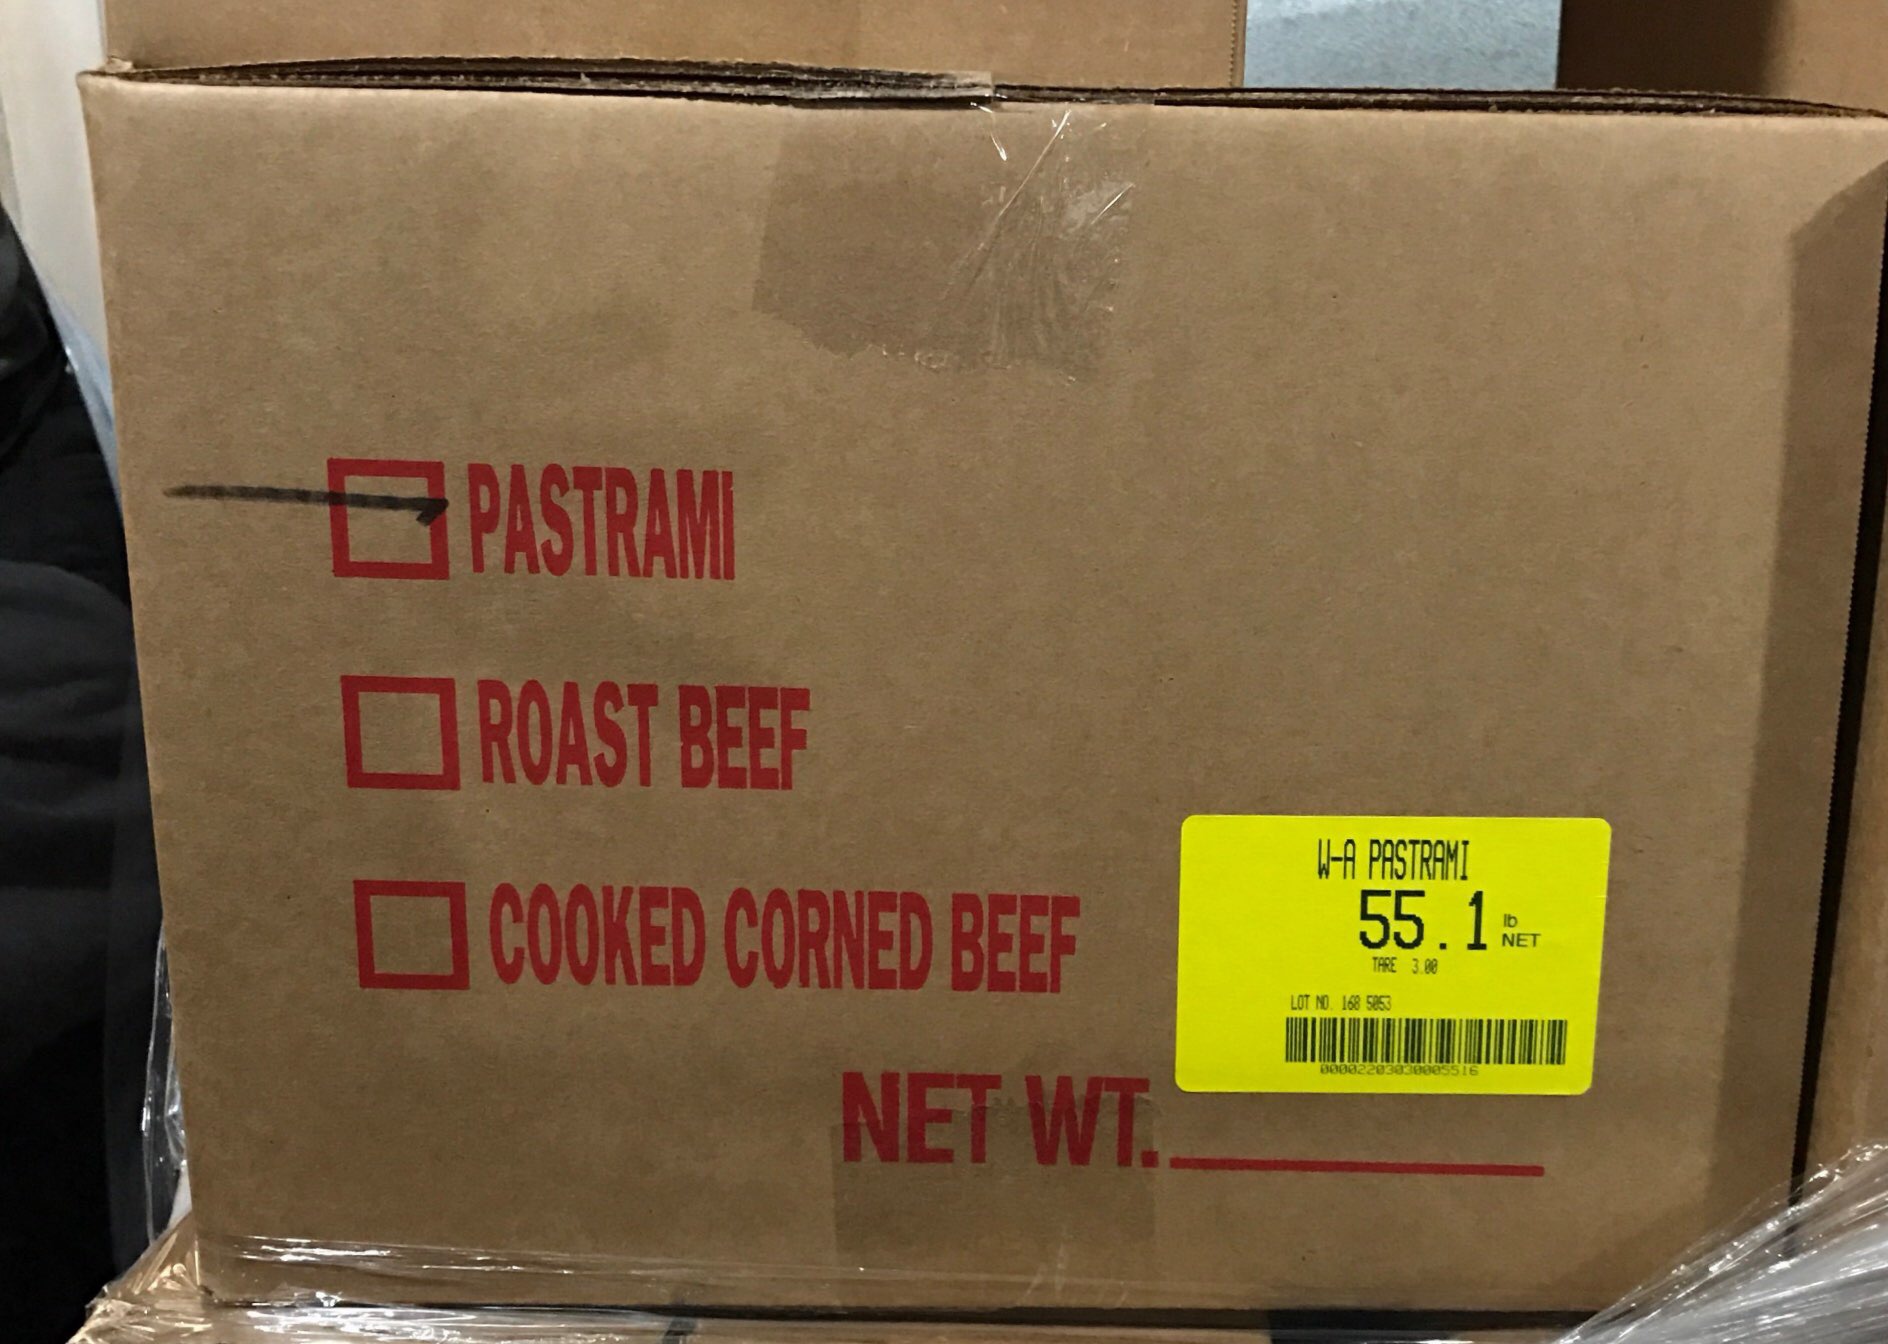 PASTRAMI
ROAST BEEF
COOKED CORNED BEEF
NET WT.
W-A PASTRAMI
55.1 lb NET
TARE 3.00
LOT NO. 168 5053
00002203030005516